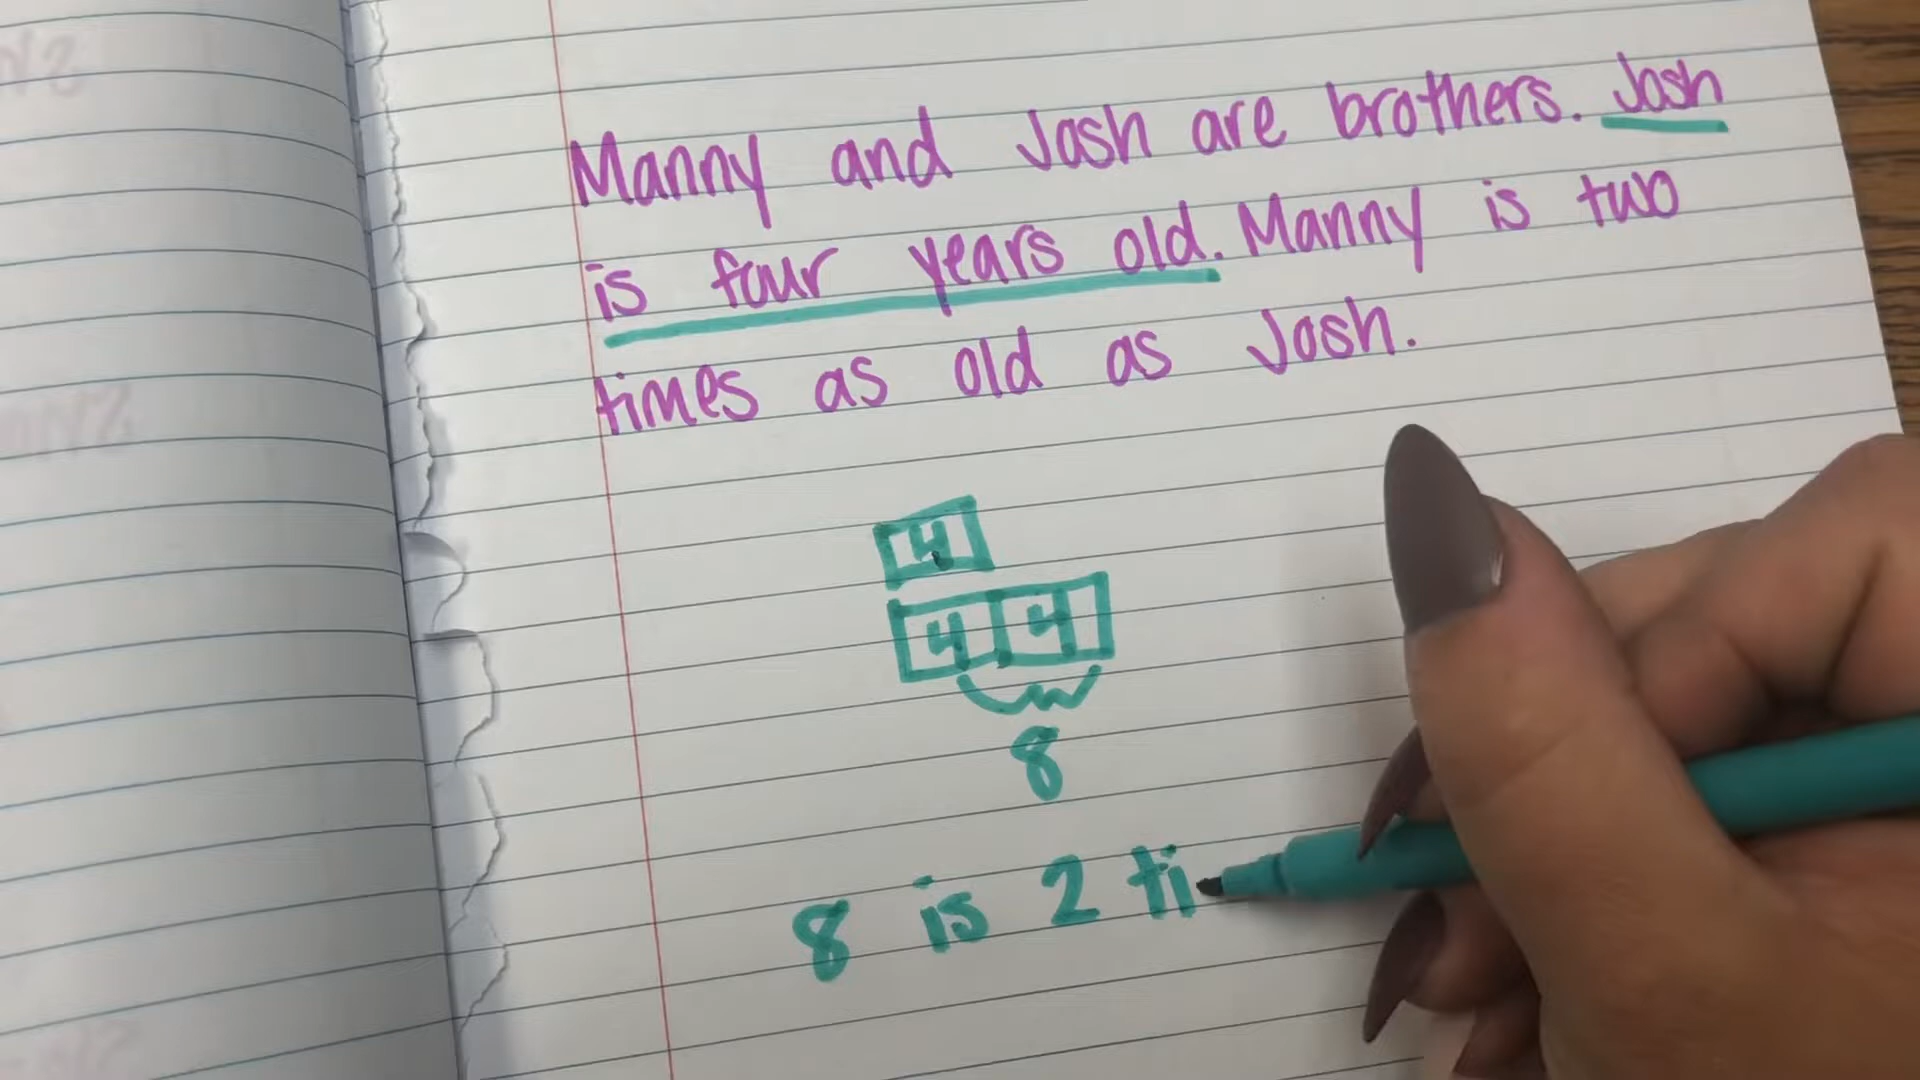 Manny and Josh are brothers. Josh
is four years old. Manny is two
times as old as Josh.
4
4 4
8
8 is 2 ti